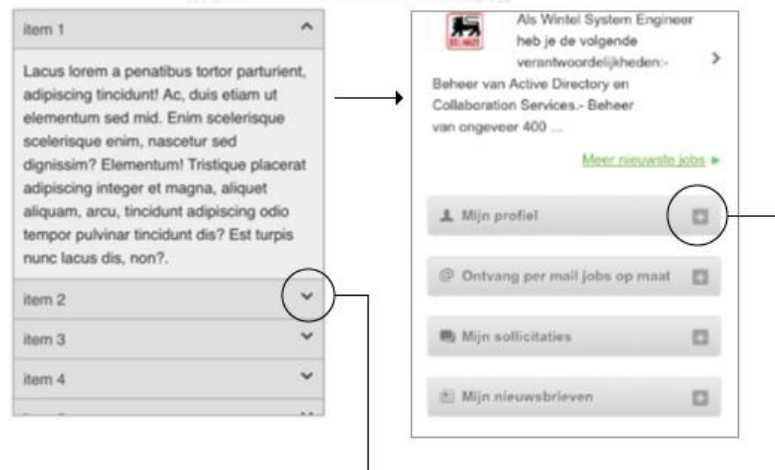 item 1
Lacus lorem a penatibus tortor parturient,
adipiscing tincidunt! Ac, duis etiam ut
elementum sed mid. Enim scelerisque
scelerisque enim, nascetur sed
dignissim? Elementum! Tristique placerat
adipiscing integer et magna, aliquet
aliquam, arcu, tincidunt adipiscing odio
tempor pulvinar tincidunt dis? Est turpis
nunc lacus dis, non?.
item 2
item 3
item 4
Als Wintel System Engineer
heb je de volgende
verantwoordelijkheden:-
Beheer van Active Directory en
Collaboration Services.- Beheer
van ongeveer 400 ...
Meer nieuwste jobs
Mijn profiel
@ Ontvang per mail jobs op maat
Mijn sollicitaties
Mijn nieuwsbrieven